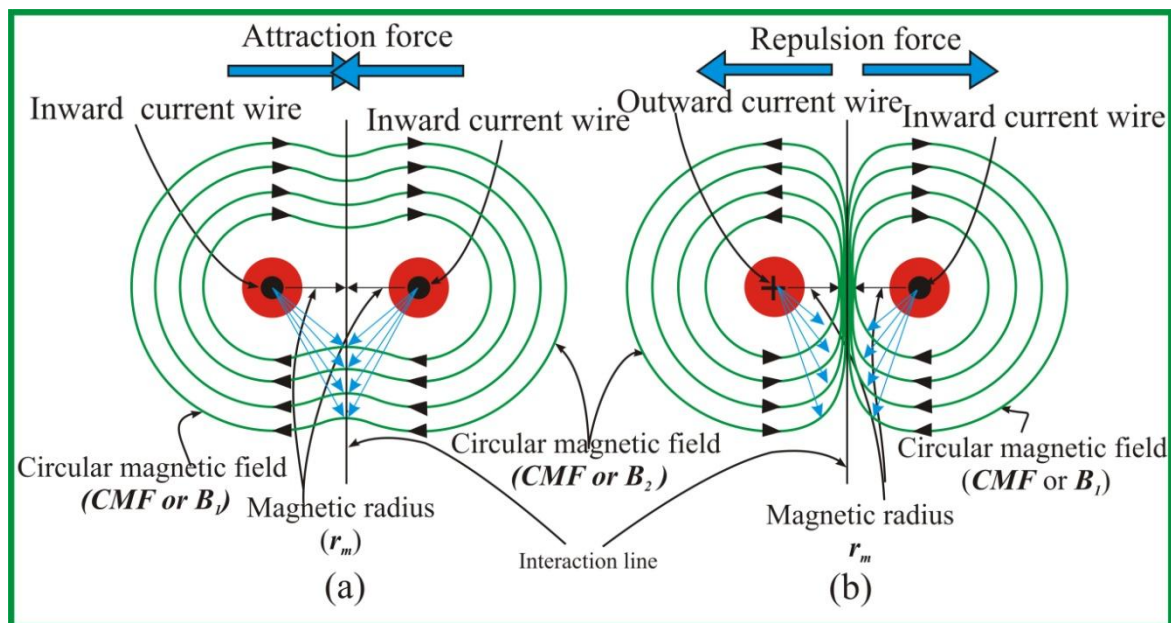 Attraction force
Inward current wire
Inward current wire
Circular magnetic field
(CMF or B₁)
Magnetic radius
(rₘ)
Circular magnetic field
(CMF or B₂)
Interaction line
(a)
Repulsion force
Outward current wire
Inward current wire
+
Circular magnetic field
(CMF or B₁)
Magnetic radius
rₘ
(b)